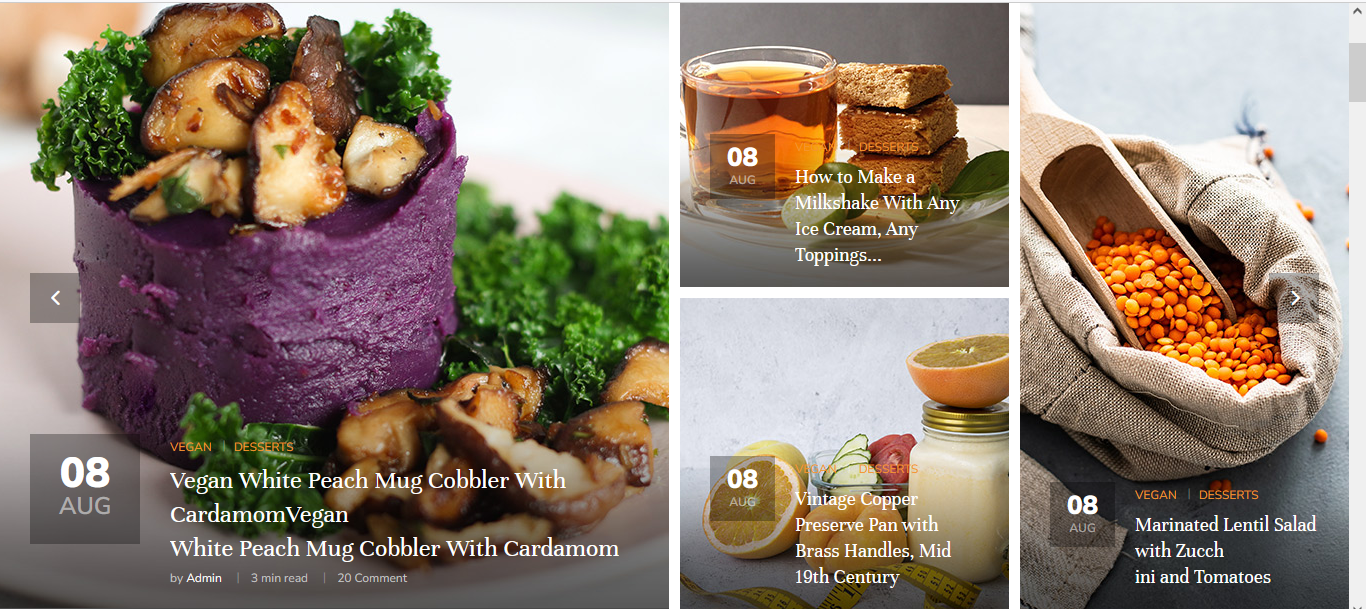 08
AUG
VEGAN | DESSERTS
Vegan White Peach Mug Cobbler With
CardamomVegan
White Peach Mug Cobbler With Cardamom
by Admin | 3 min read | 20 Comment
08
AUG
VEGAN | DESSERTS
How to Make a
Milkshake With Any
Ice Cream, Any
Toppings...
08
AUG
VEGAN | DESSERTS
Vintage Copper
Preserve Pan with
Brass Handles, Mid
19th Century
08
AUG
VEGAN | DESSERTS
Marinated Lentil Salad
with Zucch
ini and Tomatoes